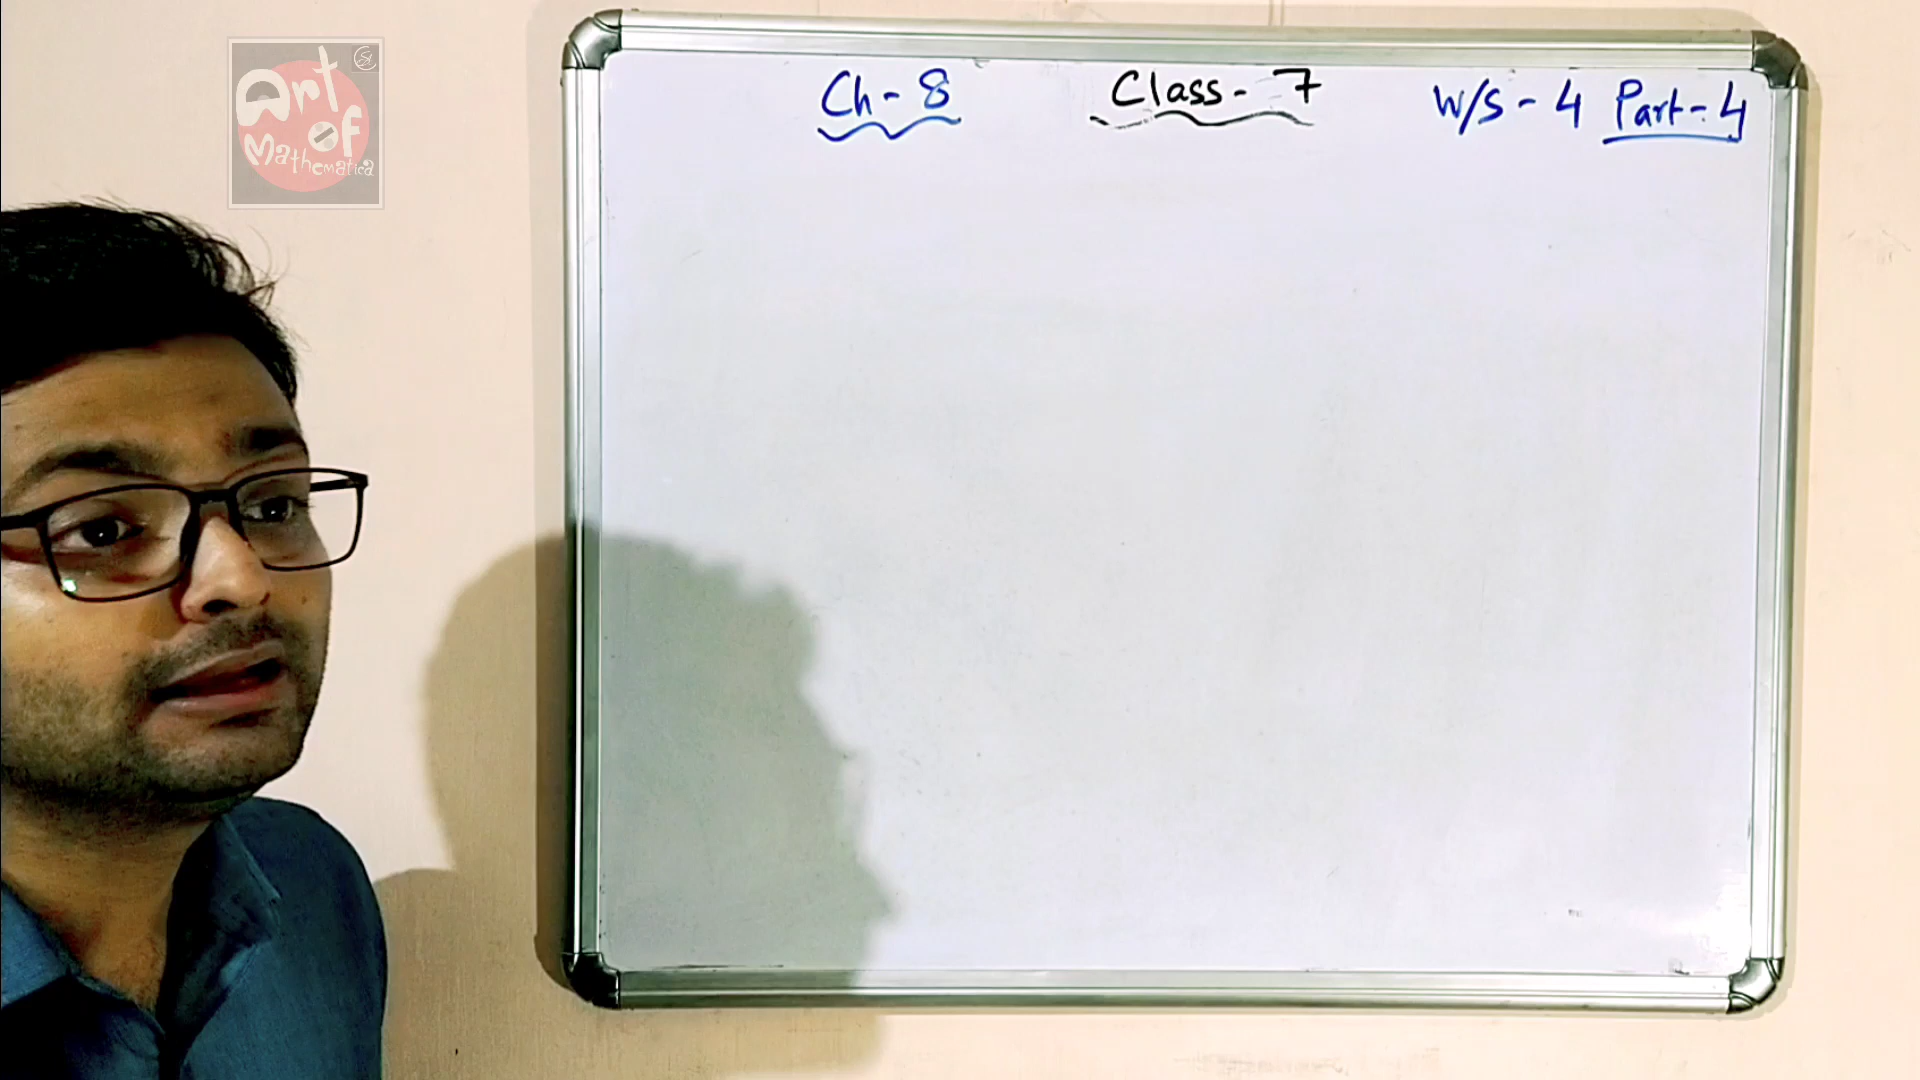 Art
of
Mathematica
Ch - 8 Class - 7 W/S - 4 Part - 4